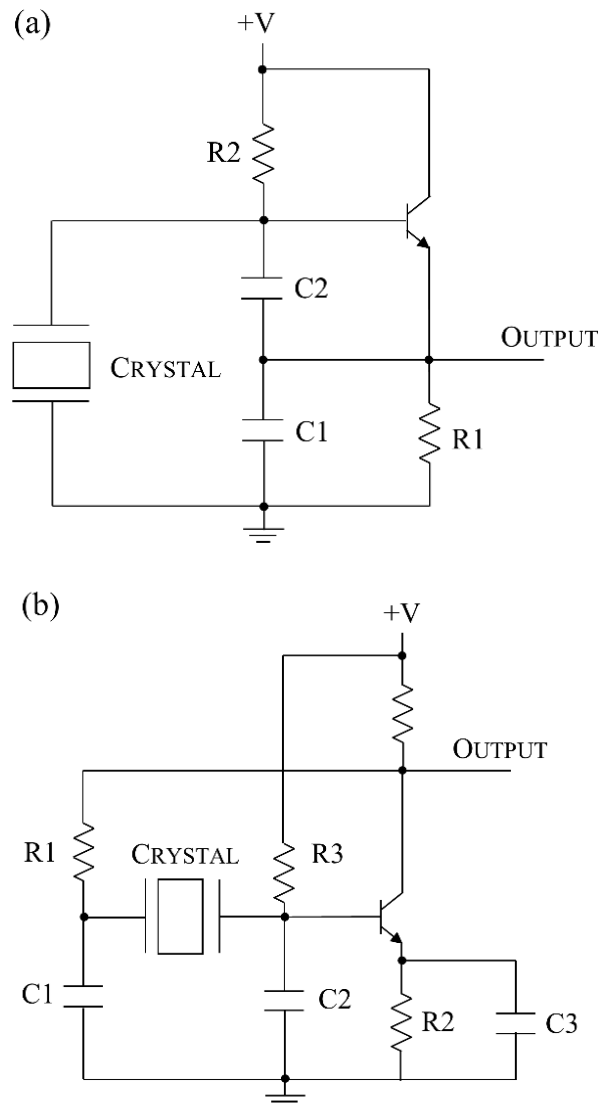 (a)
+V
R2
C2
OUTPUT
CRYSTAL
C1
R1
(b)
+V
OUTPUT
R1
CRYSTAL
R3
C1
C2
R2
C3